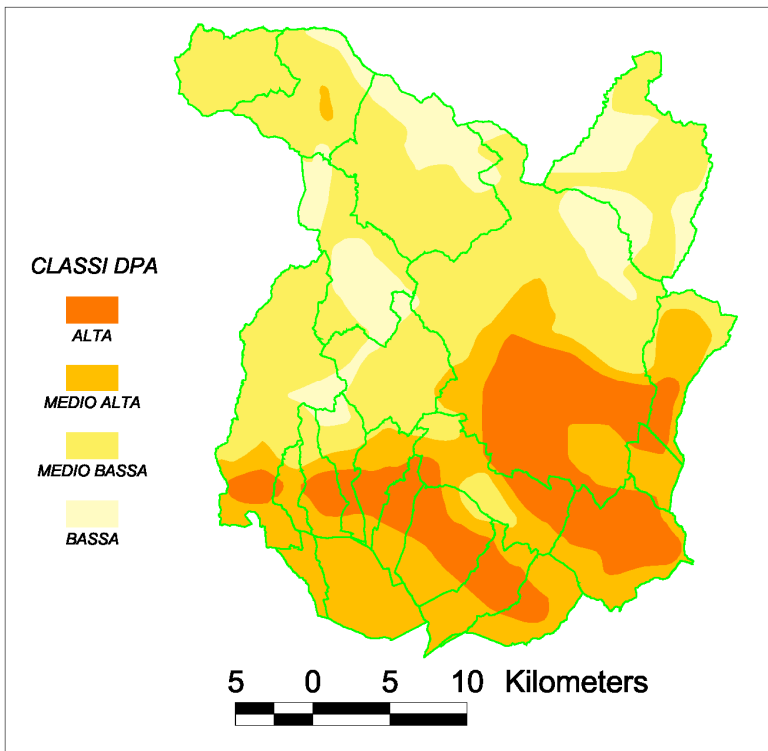 CLASSI DPA
ALTA
MEDIO ALTA
MEDIO BASSA
BASSA
5 0 5 10 Kilometers